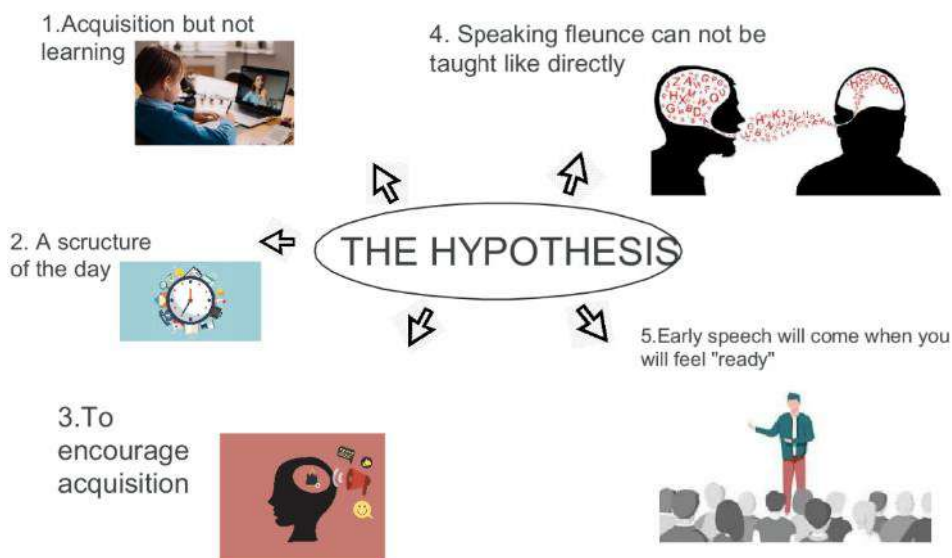 1.Acquisition but not
learning
2. A scructure
of the day
3.To
encourage
acquisition
THE HYPOTHESIS
4. Speaking fleunce can not be
taught like directly
5.Early speech will come when you
will feel "ready"